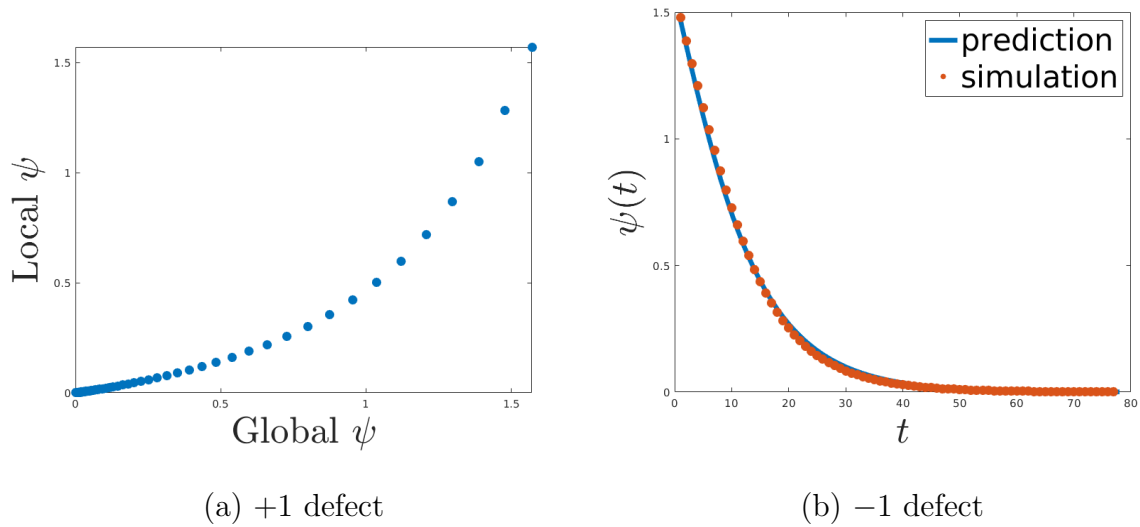 1.5
1
0.5
0
0
0.5
1
1.5
Local ψ
Global ψ
(a) +1 defect
1.5
1
0.5
0
0
10
20
30
40
50
60
70
80
ψ(t)
t
prediction
simulation
(b) −1 defect